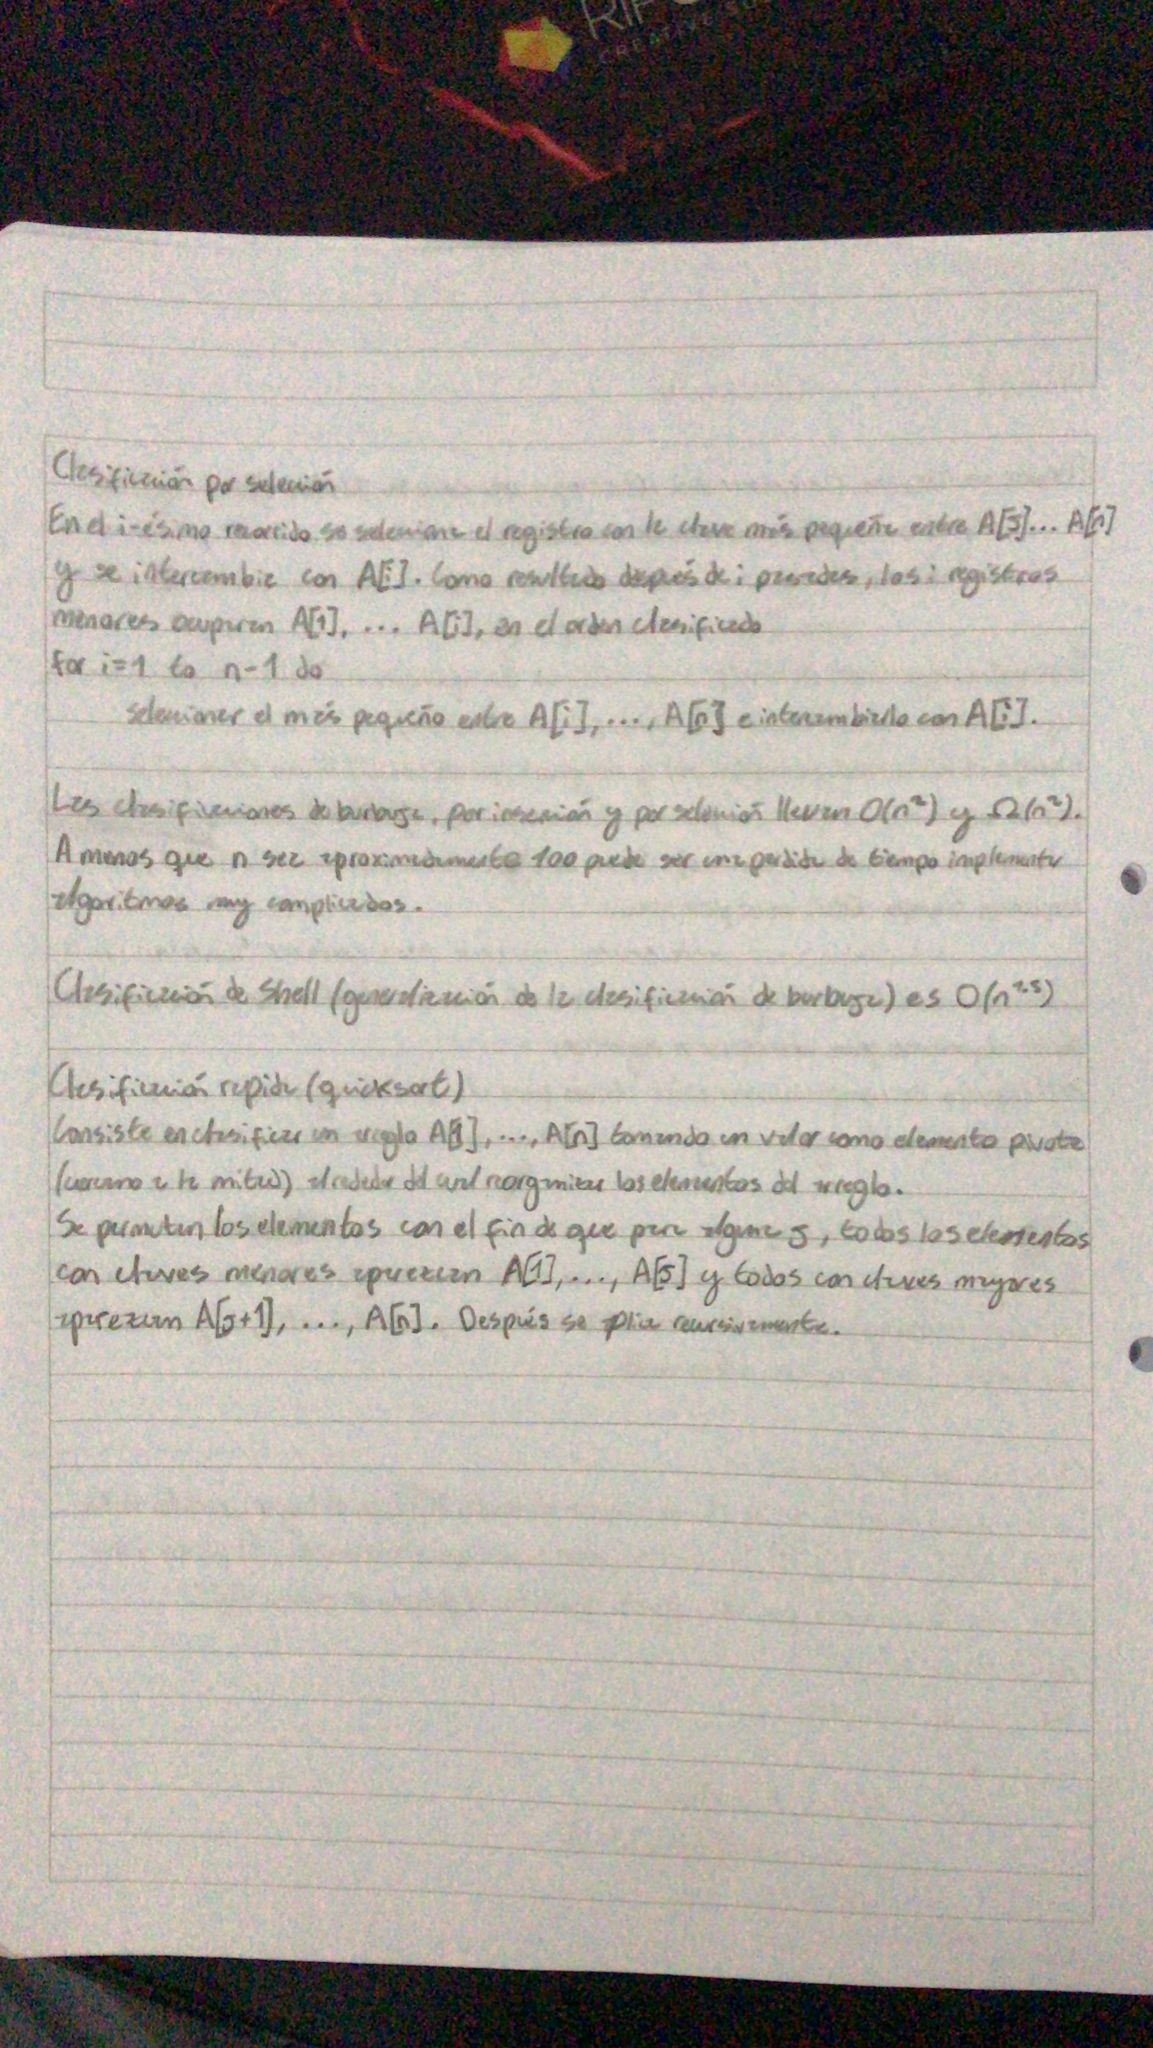 RIP
CREATIVE
Clasificación por selección
En el i-ésimo recorrido se selecciona el registro con la clave más pequeña entre A[j]... A[n]
y se intercambia con A[i]. Como resultado después de i pasadas, los i registros
menores ocuparan A[1], ... A[i], en el orden clasificado
for i=1 to n-1 do
seleccionar el más pequeño entre A[i], ..., A[n] e intercambiarlo con A[i].
Las clasificaciones de burbuja, por inserción y por selección llevan O(n²) y Ω(n²).
A menos que n sea aproximadamente 100 puede ser una perdida de tiempo implementar
algoritmos muy complicados.
Clasificación de Shell (generalización de la clasificación de burbuja) es O(n^1.5)
Clasificación rapida (quicksort)
Consiste en clasificar un arreglo A[1], ..., A[n] tomando un valor como elemento pivote
(cercano a la mitad) alrededor del cual reorganizar los elementos del arreglo.
Se permutan los elementos con el fin de que para alguna j, todos los elementos
con claves menores aparezcan A[1], ..., A[j] y todos con claves mayores
aparezcan A[j+1], ..., A[n]. Después se recursivamente.